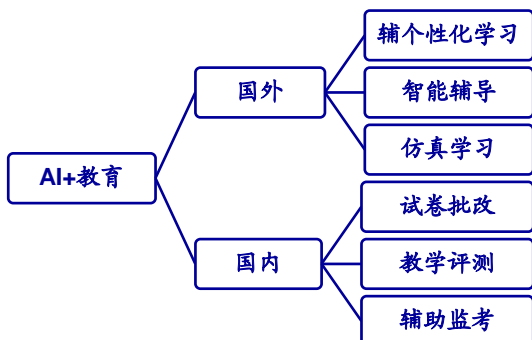 AI+教育
国外
辅个性化学习
智能辅导
仿真学习
国内
试卷批改
教学评测
辅助监考